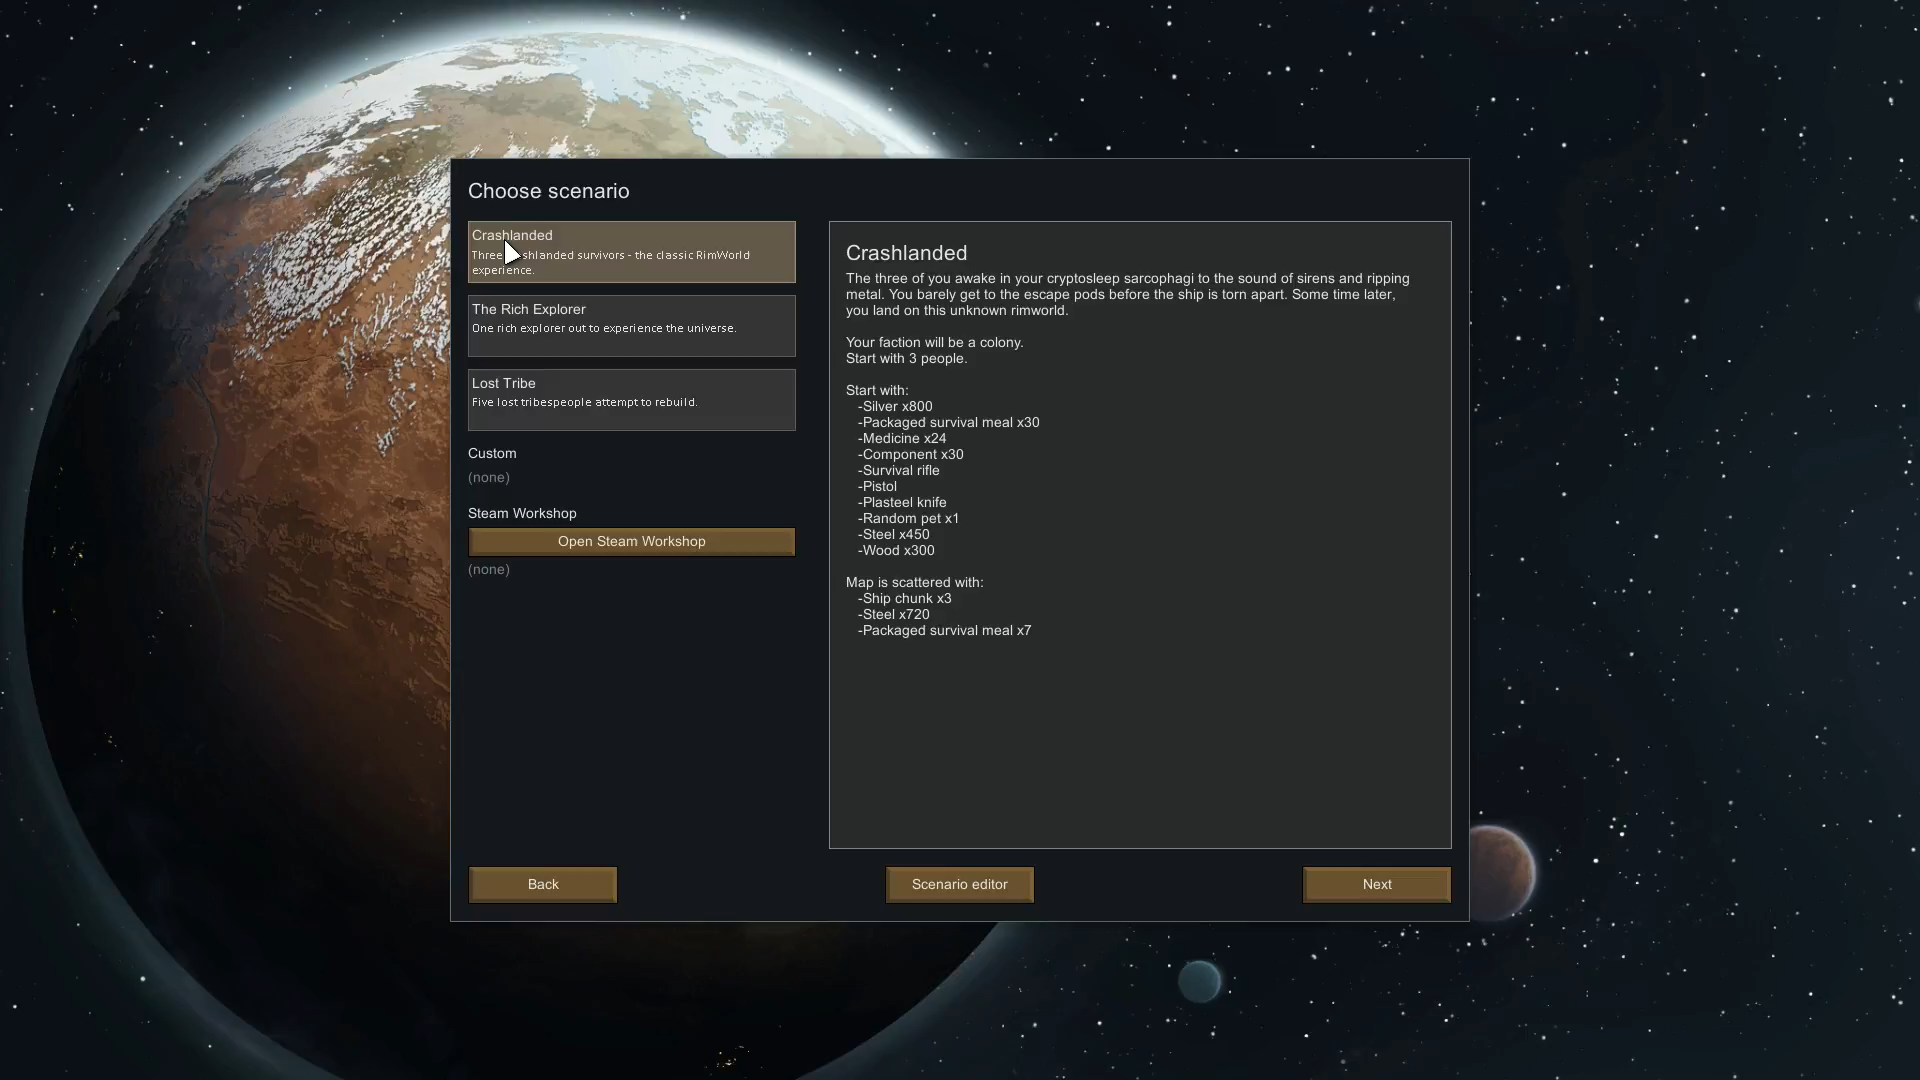 Choose scenario
Crashlanded
Three shlanded survivors - the classic RimWorld
experience.
The Rich Explorer
One rich explorer out to experience the universe.
Lost Tribe
Five lost tribespeople attempt to rebuild.
Custom
(none)
Steam Workshop
Open Steam Workshop
(none)
Crashlanded
The three of you awake in your cryptosleep sarcophagi to the sound of sirens and ripping
metal. You barely get to the escape pods before the ship is torn apart. Some time later,
you land on this unknown rimworld.
Your faction will be a colony.
Start with 3 people.
Start with:
-Silver x800
-Packaged survival meal x30
-Medicine x24
-Component x30
-Survival rifle
-Pistol
-Plasteel knife
-Random pet x1
-Steel x450
-Wood x300
Map is scattered with:
-Ship chunk x3
-Steel x720
-Packaged survival meal x7
Back
Scenario editor
Next